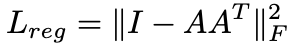 L_{reg} = \|I - AA^T\|_F^2